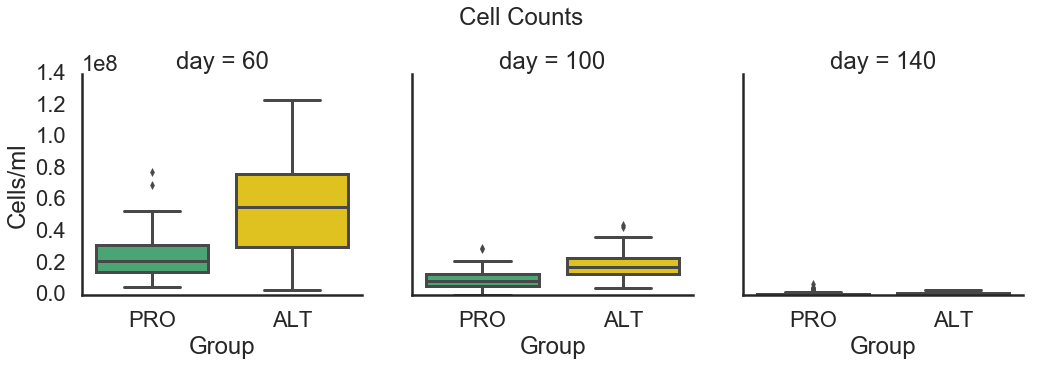 Cell Counts
day = 60
day = 100
day = 140
1e8
1.4
1.2
1.0
0.8
0.6
0.4
0.2
0.0
Cells/ml
PRO ALT
PRO ALT
PRO ALT
Group
Group
Group